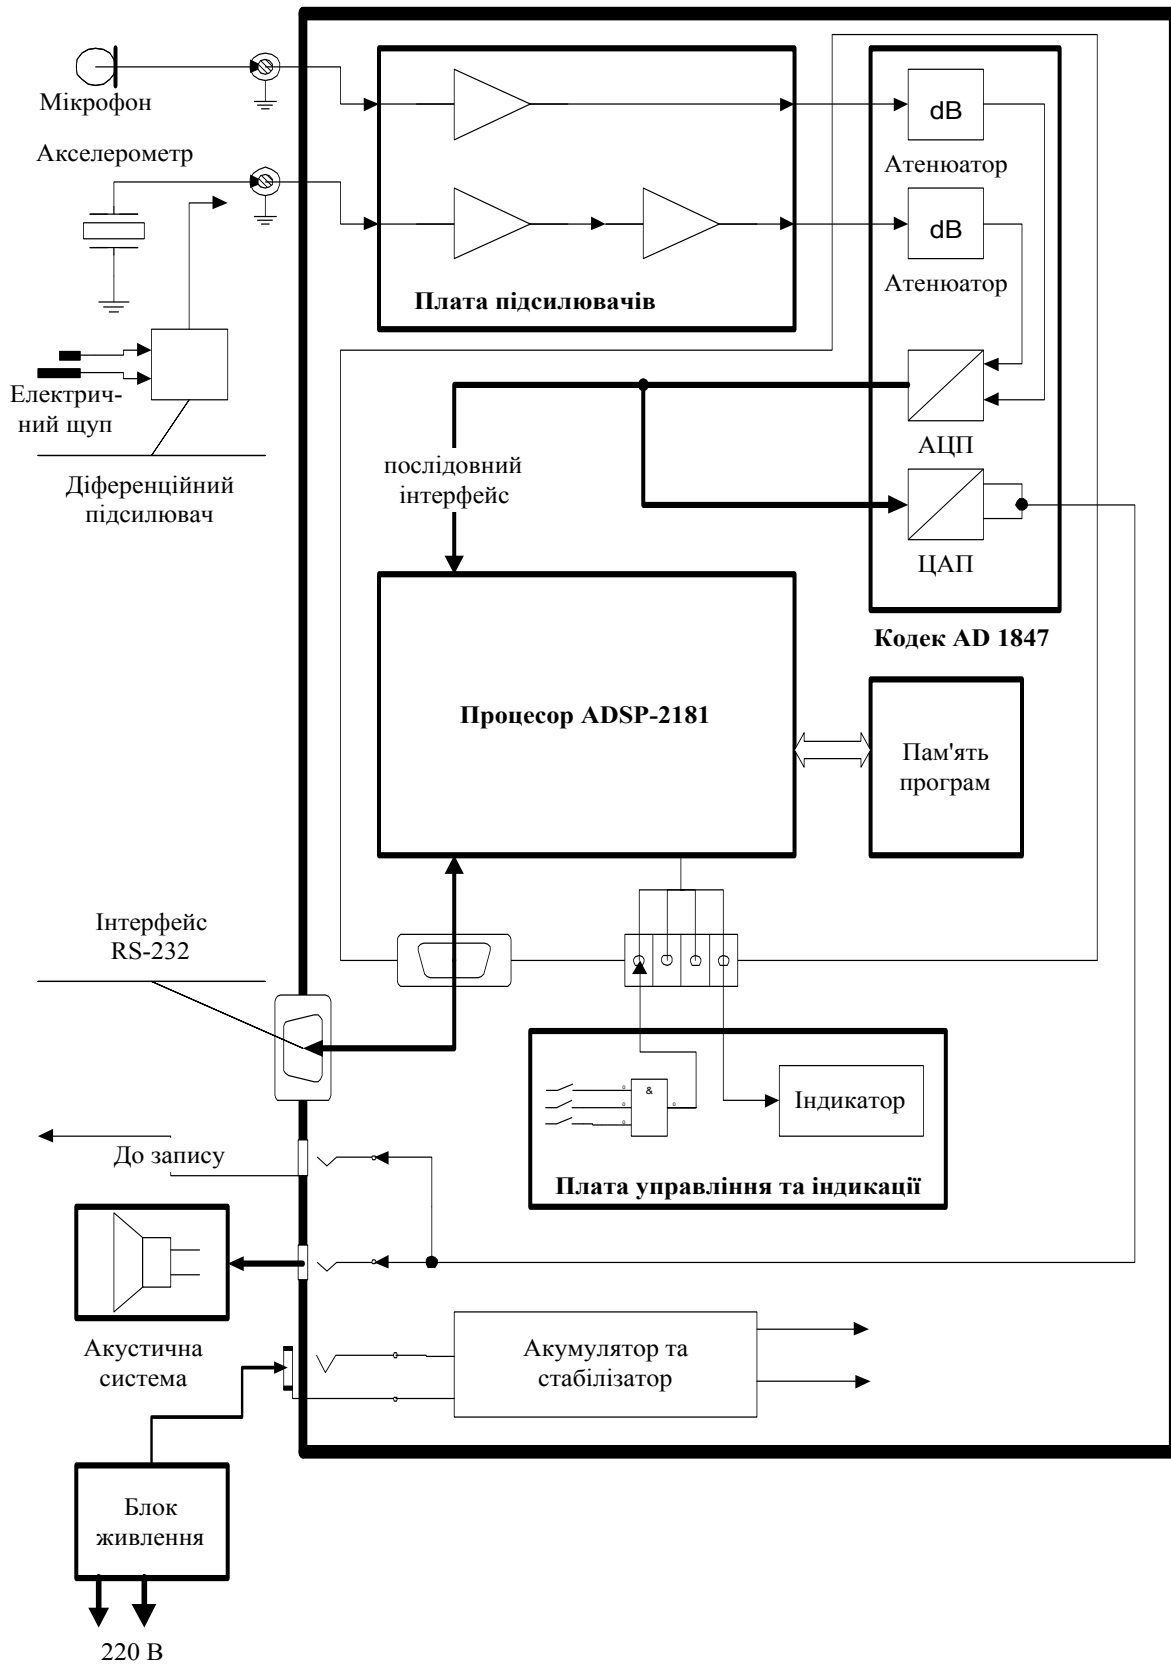 Мікрофон
Акселерометр
Електрич-
ний щуп
Діференційний
підсилювач
Плата підсилювачів
dB
Атенюатор
dB
Атенюатор
АЦП
ЦАП
Кодек AD 1847
послідовний
інтерфейс
Процесор ADSP-2181
Пам'ять
програм
Інтерфейс
RS-232
&
Індикатор
Плата управління та індикації
До запису
Акустична
система
Акумулятор та
стабілізатор
Блок
живлення
220 В